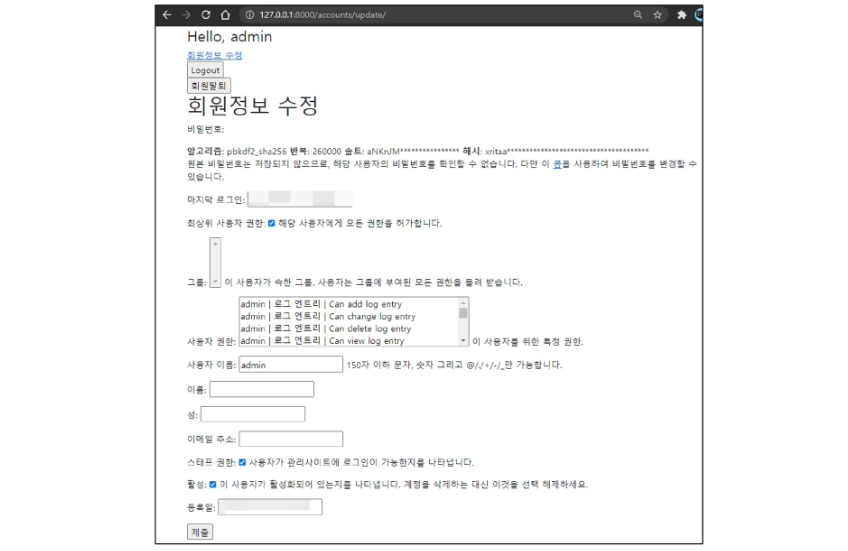 127.0.0.1:8000/accounts/update/
Hello, admin
회원정보 수정
Logout
회원탈퇴
회원정보 수정
비밀번호:
알고리즘: pbkdf2_sha256 반복: 260000 솔트: aNKnJM**************** 해시: xritaa**************************************
원본 비밀번호는 저장되지 않으므로, 해당 사용자의 비밀번호를 확인할 수 없습니다. 다만 이 폼을 사용하여 비밀번호를 변경할 수
있습니다.
마지막 로그인:
최상위 사용자 권한: 해당 사용자에게 모든 권한을 허가합니다.
그룹: 이 사용자가 속한 그룹. 사용자는 그룹에 부여된 모든 권한을 물려 받습니다.
admin | 로그 엔트리 | Can add log entry
admin | 로그 엔트리 | Can change log entry
admin | 로그 엔트리 | Can delete log entry
사용자 권한: admin | 로그 엔트리 | Can view log entry 이 사용자를 위한 특정 권한.
사용자 이름: admin 150자 이하 문자, 숫자 그리고 @/./+/-/_만 가능합니다.
이름:
성:
이메일 주소:
스태프 권한: 사용자가 관리사이트에 로그인이 가능한지를 나타냅니다.
활성: 이 사용자가 활성화되어 있는지를 나타냅니다. 계정을 삭제하는 대신 이것을 선택 해제하세요.
등록일:
제출